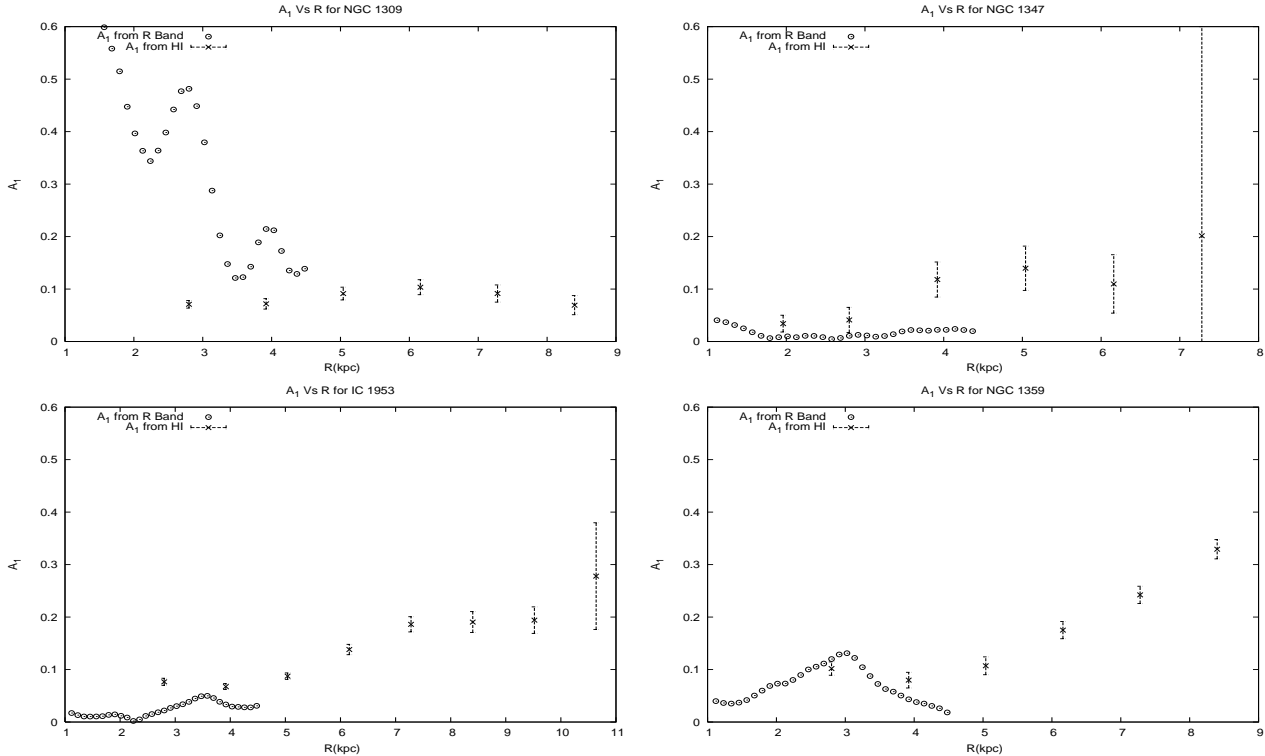 A1 Vs R for NGC 1309
A1 from R Band
A1 from HI
A1
0.6
0.5
0.4
0.3
0.2
0.1
0
1 2 3 4 5 6 7 8 9
R(kpc)
A1 Vs R for NGC 1347
A1 from R Band
A1 from HI
A1
0.6
0.5
0.4
0.3
0.2
0.1
0
1 2 3 4 5 6 7 8
R(kpc)
A1 Vs R for IC 1953
A1 from R Band
A1 from HI
A1
0.6
0.5
0.4
0.3
0.2
0.1
0
1 2 3 4 5 6 7 8 9 10 11
R(kpc)
A1 Vs R for NGC 1359
A1 from R Band
A1 from HI
A1
0.6
0.5
0.4
0.3
0.2
0.1
0
1 2 3 4 5 6 7 8 9
R(kpc)